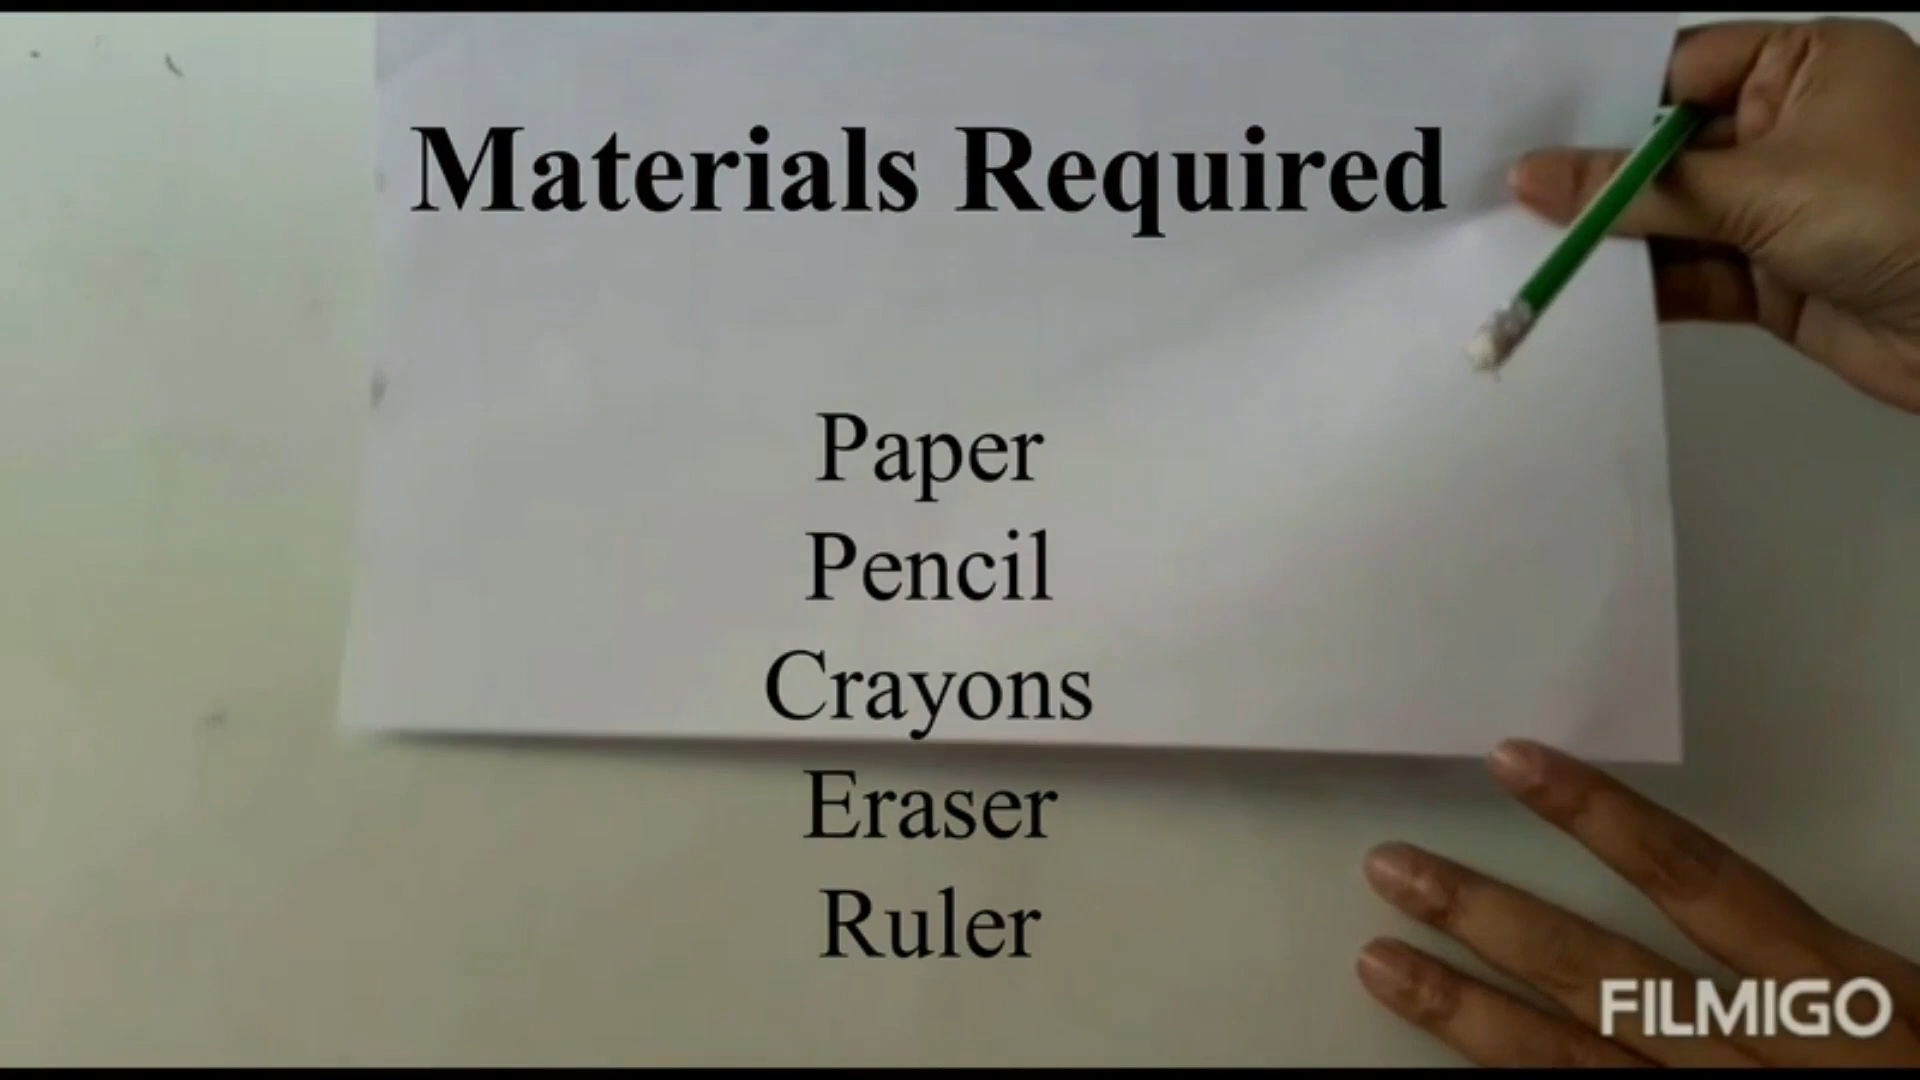 Materials Required
Paper
Pencil
Crayons
Eraser
Ruler
FILMIGO